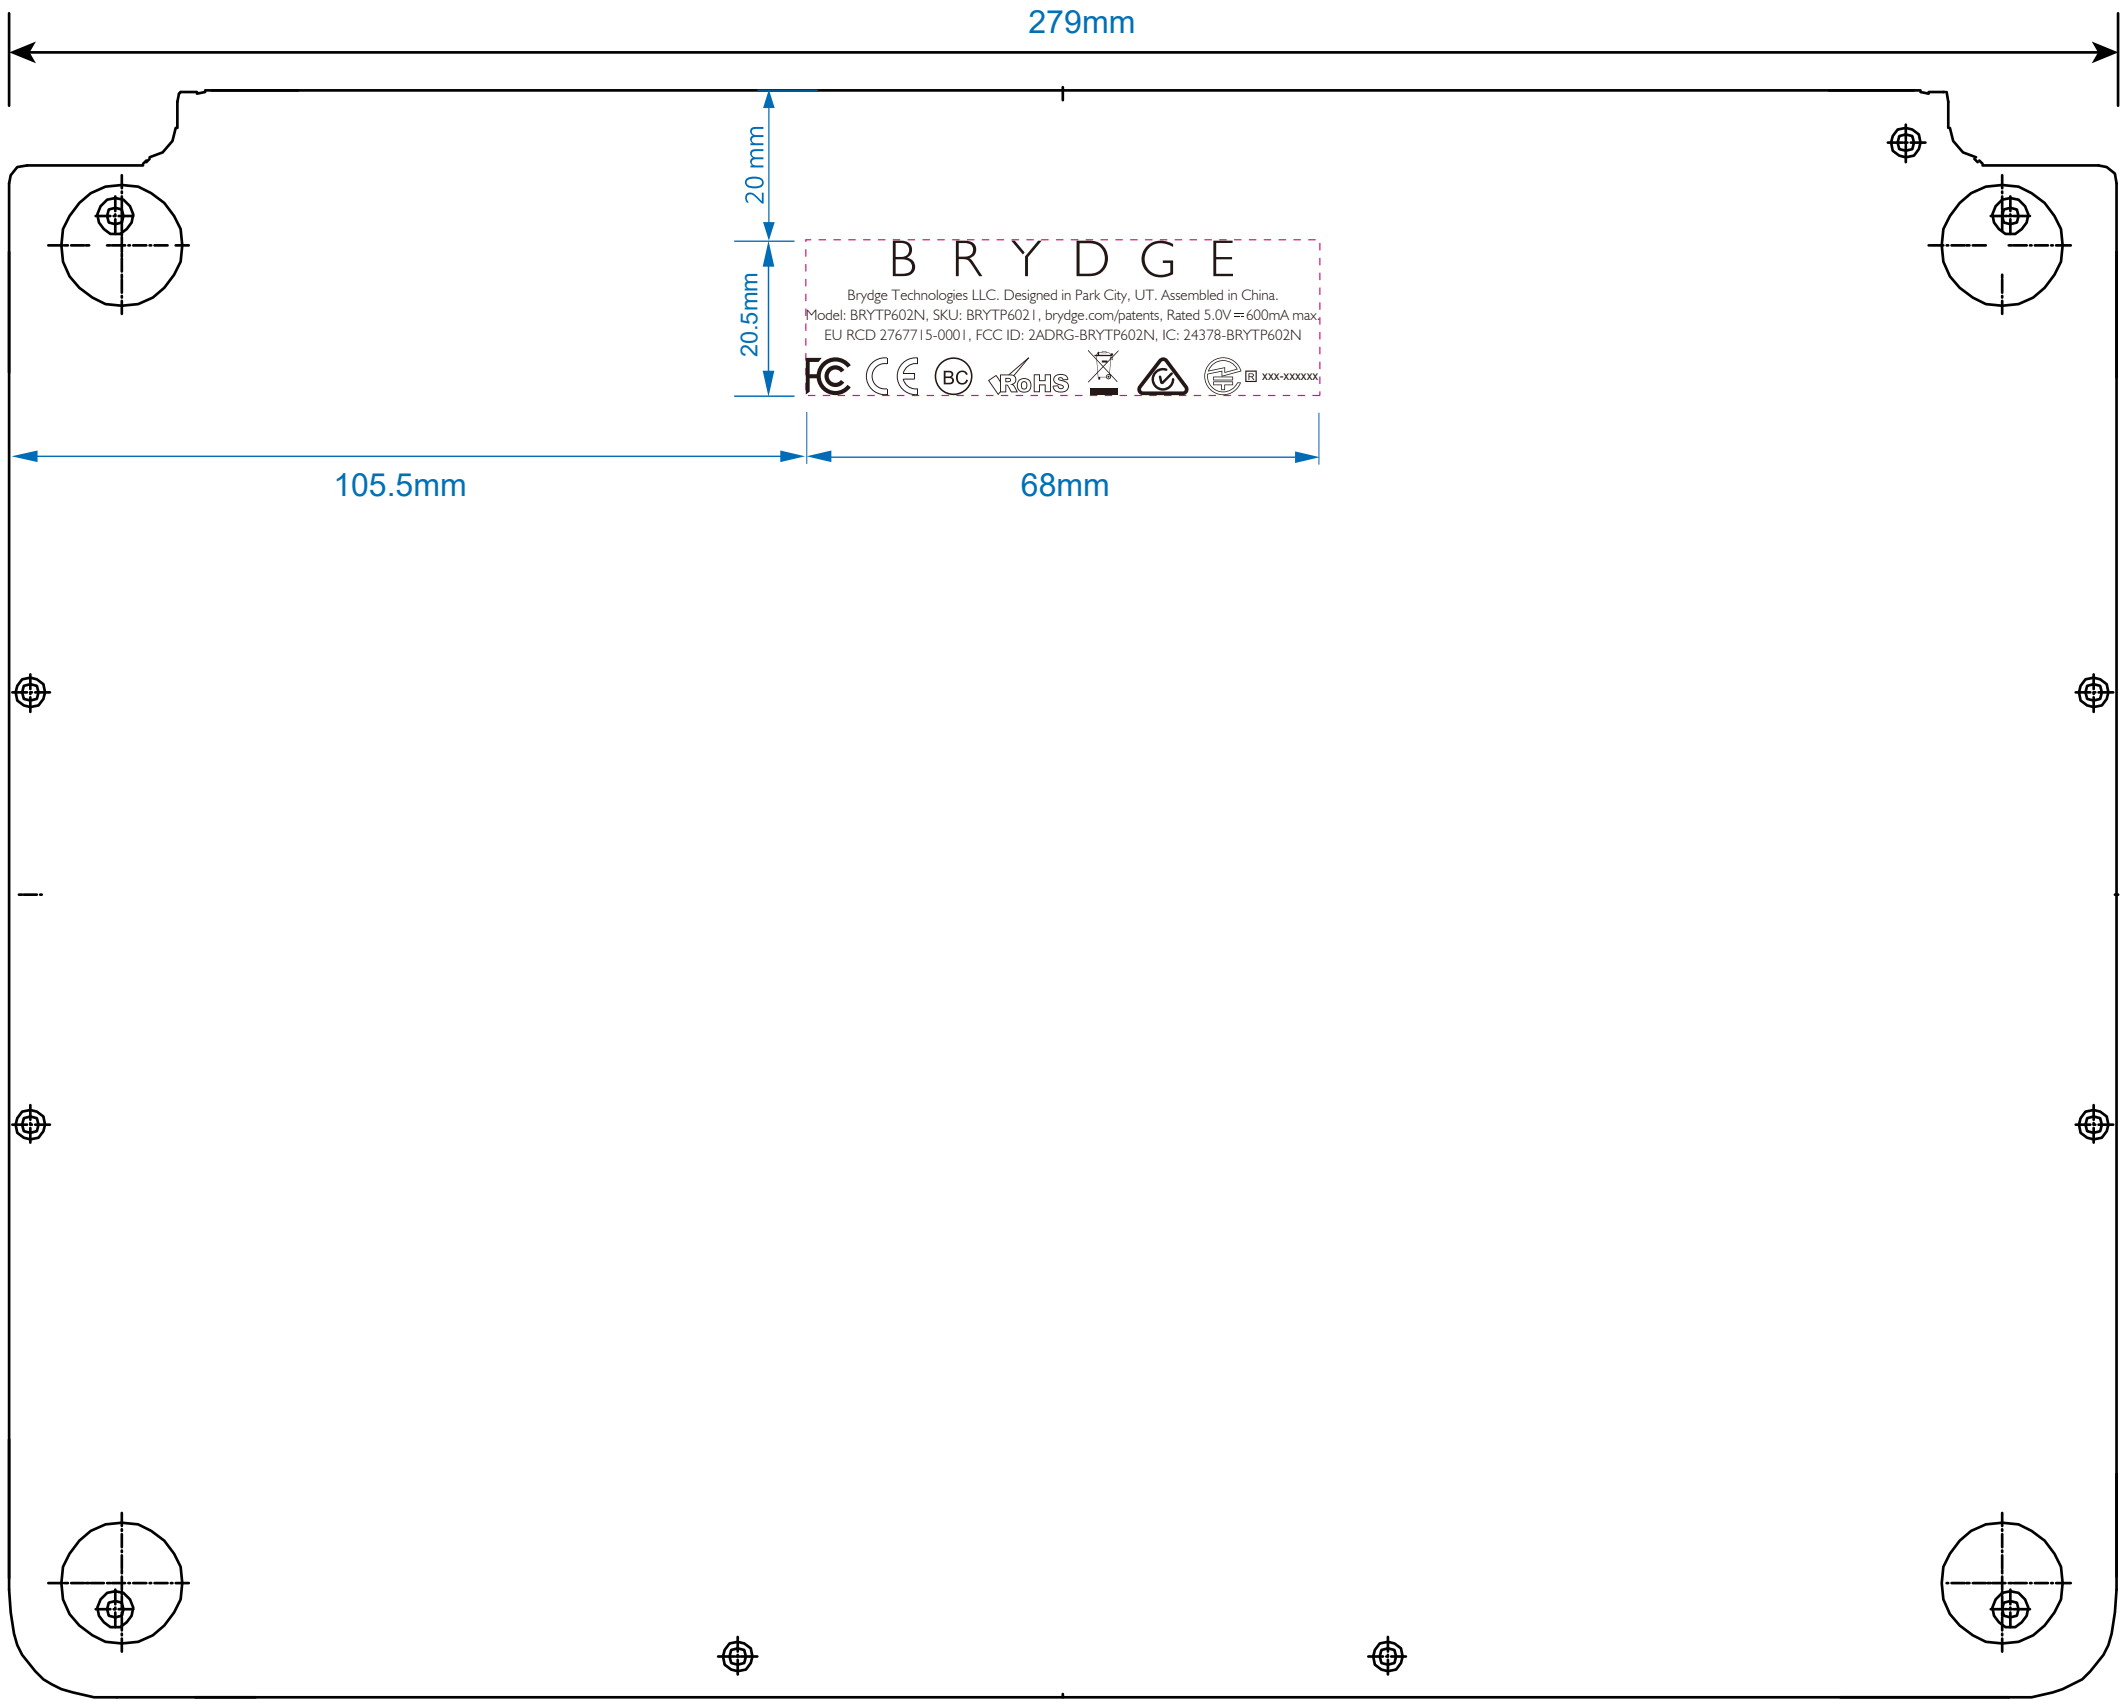 279mm
20 mm
20.5mm
B R Y D G E
Brydge Technologies LLC. Designed in Park City, UT. Assembled in China.
Model: BRYTP602N, SKU: BRYTP6021, brydge.com/patents, Rated 5.0V⎓600mA max.
EU RCD 2767715-0001, FCC ID: 2ADRG-BRYTP602N, IC: 24378-BRYTP602N
FC CE BC RoHS R xxx-xxxxxx
105.5mm
68mm